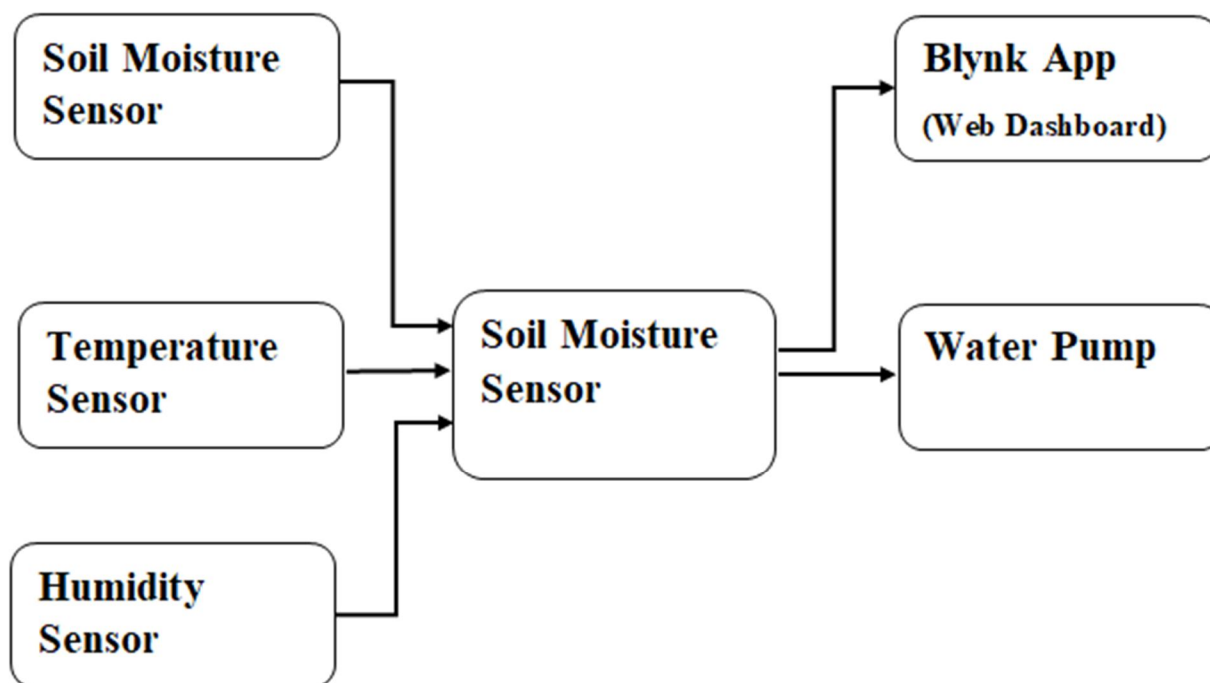 Soil Moisture
Sensor
Temperature
Sensor
Humidity
Sensor
Soil Moisture
Sensor
Blynk App
(Web Dashboard)
Water Pump